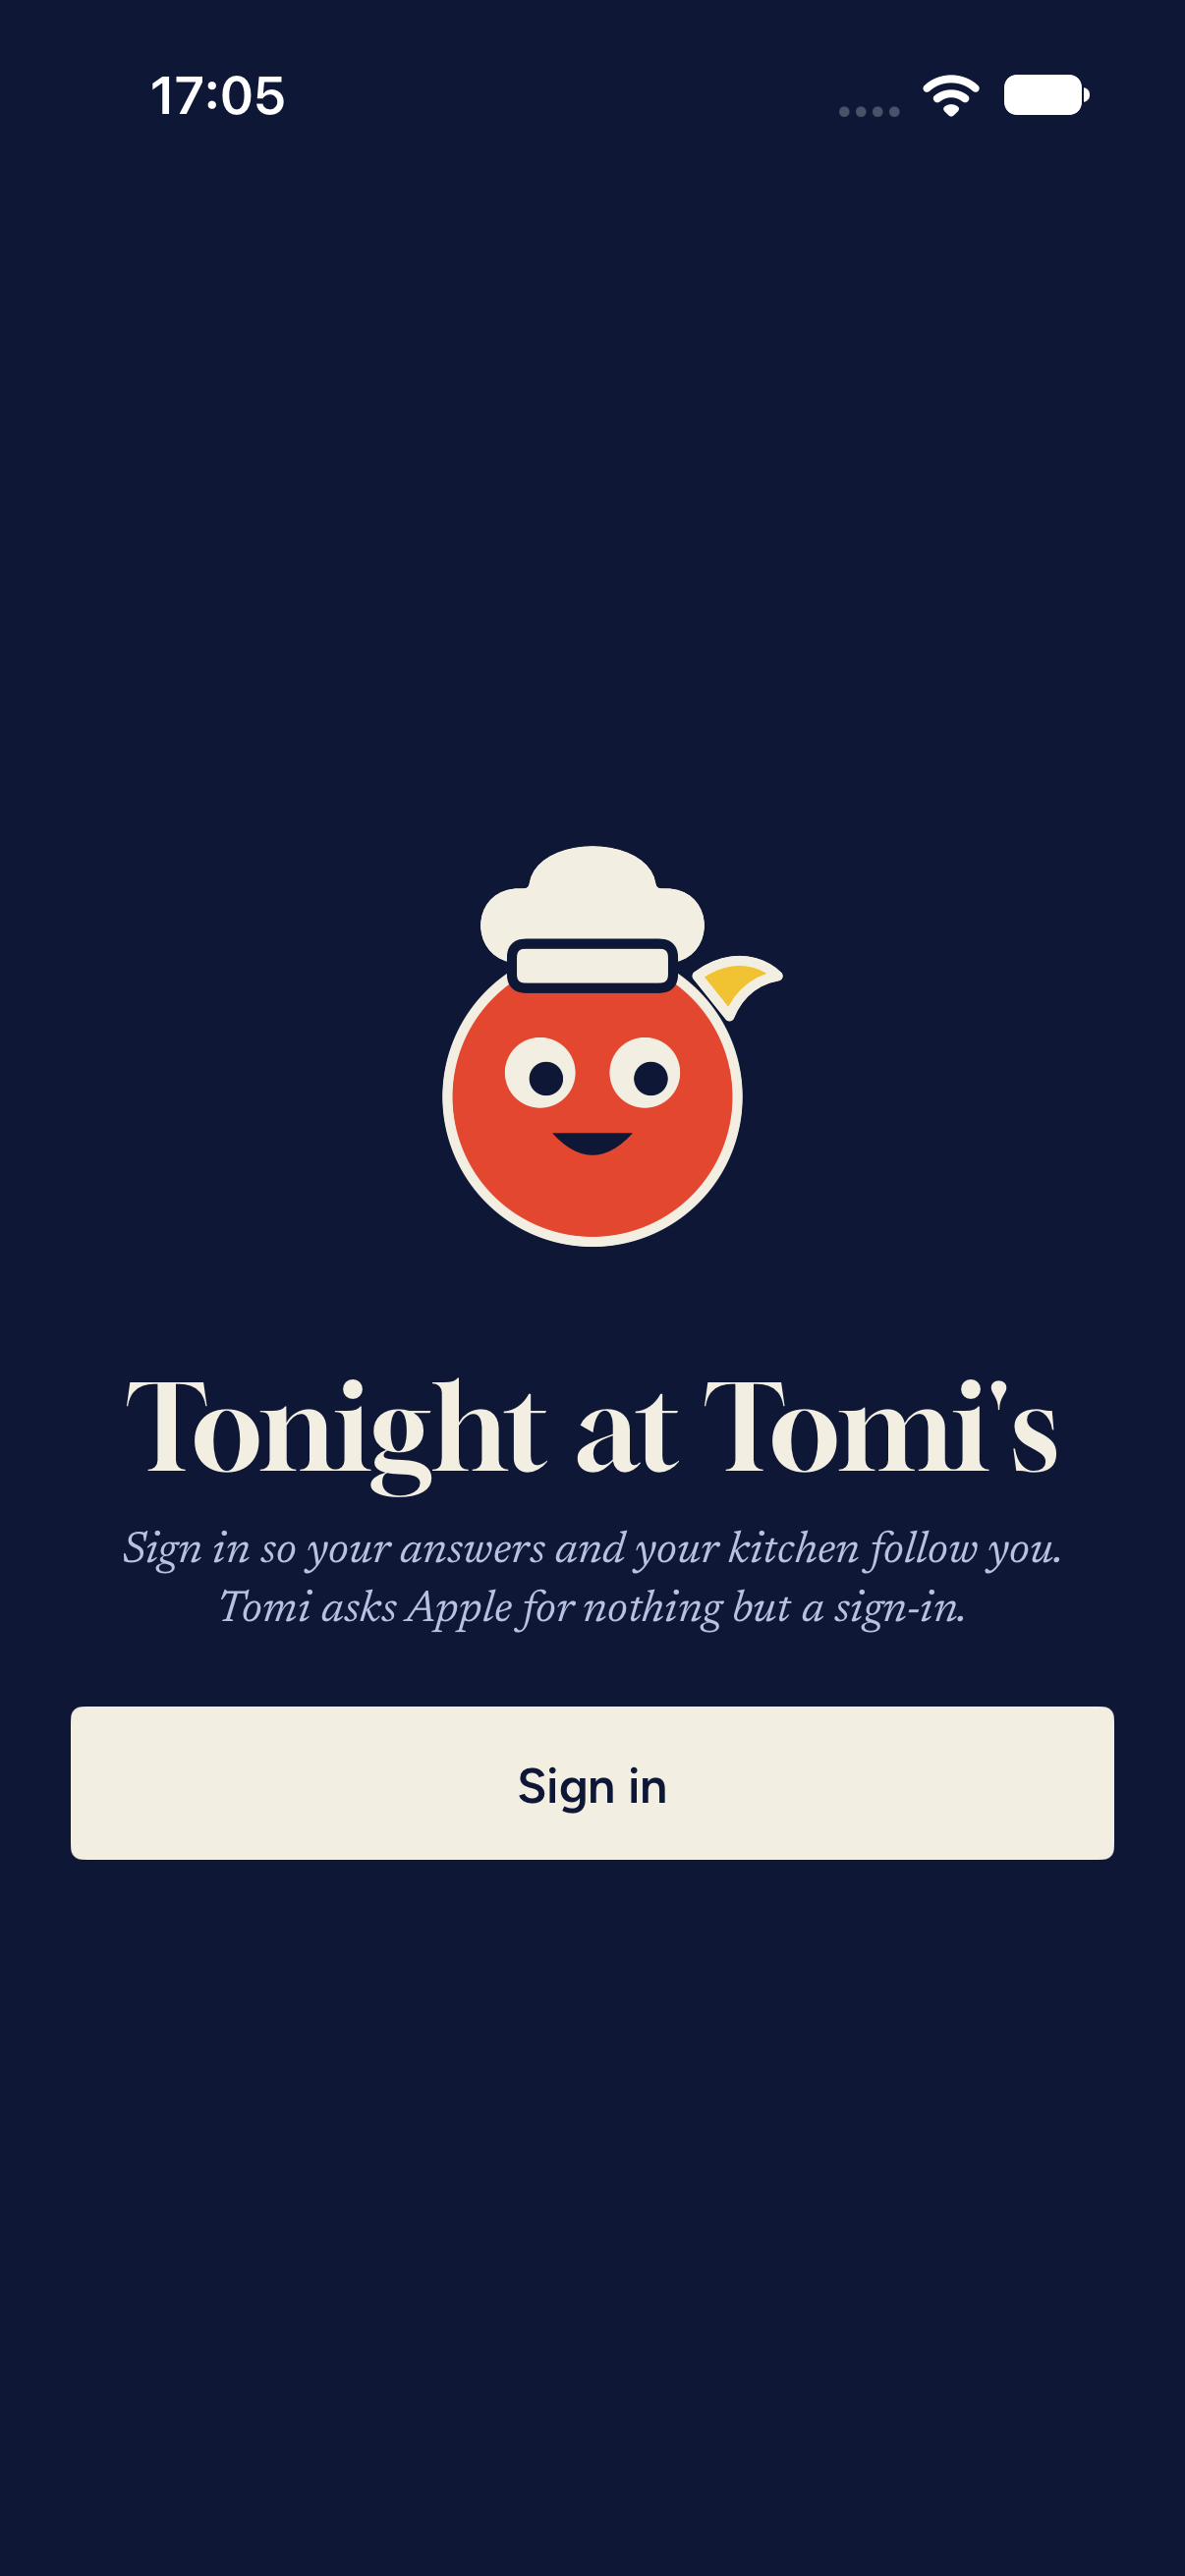 17:05
Tonight at Tomi's
Sign in so your answers and your kitchen follow you.
Tomi asks Apple for nothing but a sign-in.
Sign in